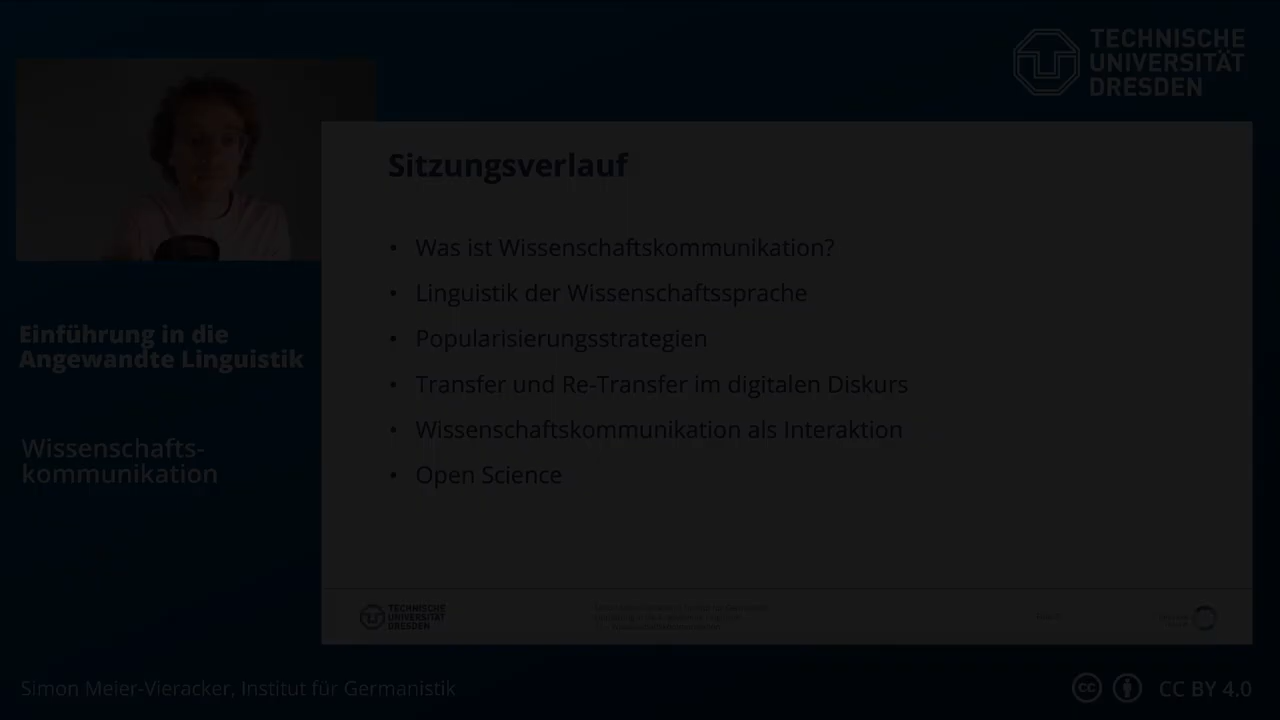 TECHNISCHE
UNIVERSITÄT
DRESDEN
Sitzungsverlauf
• Was ist Wissenschaftskommunikation?
• Linguistik der Wissenschaftssprache
• Popularisierungsstrategien
• Transfer und Re-Transfer im digitalen Diskurs
• Wissenschaftskommunikation als Interaktion
• Open Science
Einführung in die
Angewandte Linguistik
Wissenschafts-
kommunikation
TECHNISCHE
UNIVERSITÄT
DRESDEN
Simon Meier-Vieracker, Institut für Germanistik
CC BY 4.0